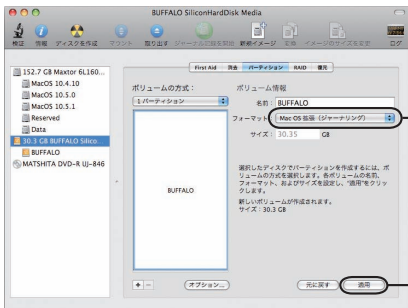 BUFFALO SiliconHardDisk Media
検証 情報 ディスクを作成 マウント 取り出す ジャーナル記録を開始 新規イメージ 変換 イメージのサイズを変更 ログ
152.7 GB Maxtor 6L160...
MacOS 10.4.10
MacOS 10.5.0
MacOS 10.5.1
Reserved
Data
30.3 GB BUFFALO Silico...
BUFFALO
MATSHITA DVD-R UJ-846
First Aid 消去 パーティション RAID 復元
ボリュームの方式：
1 パーティション
BUFFALO
ボリューム情報
名前： BUFFALO
フォーマット： Mac OS 拡張（ジャーナリング）
サイズ： 30.35 GB
選択したディスクでパーティションを作成するには、ボ
リュームの方式を選択します。各ボリュームの名前、
フォーマット、およびサイズを設定し、"適用"をクリッ
クします。
新しいボリュームが作成されます。
サイズ：30.3 GB
+ − オプション... 元に戻す 適用